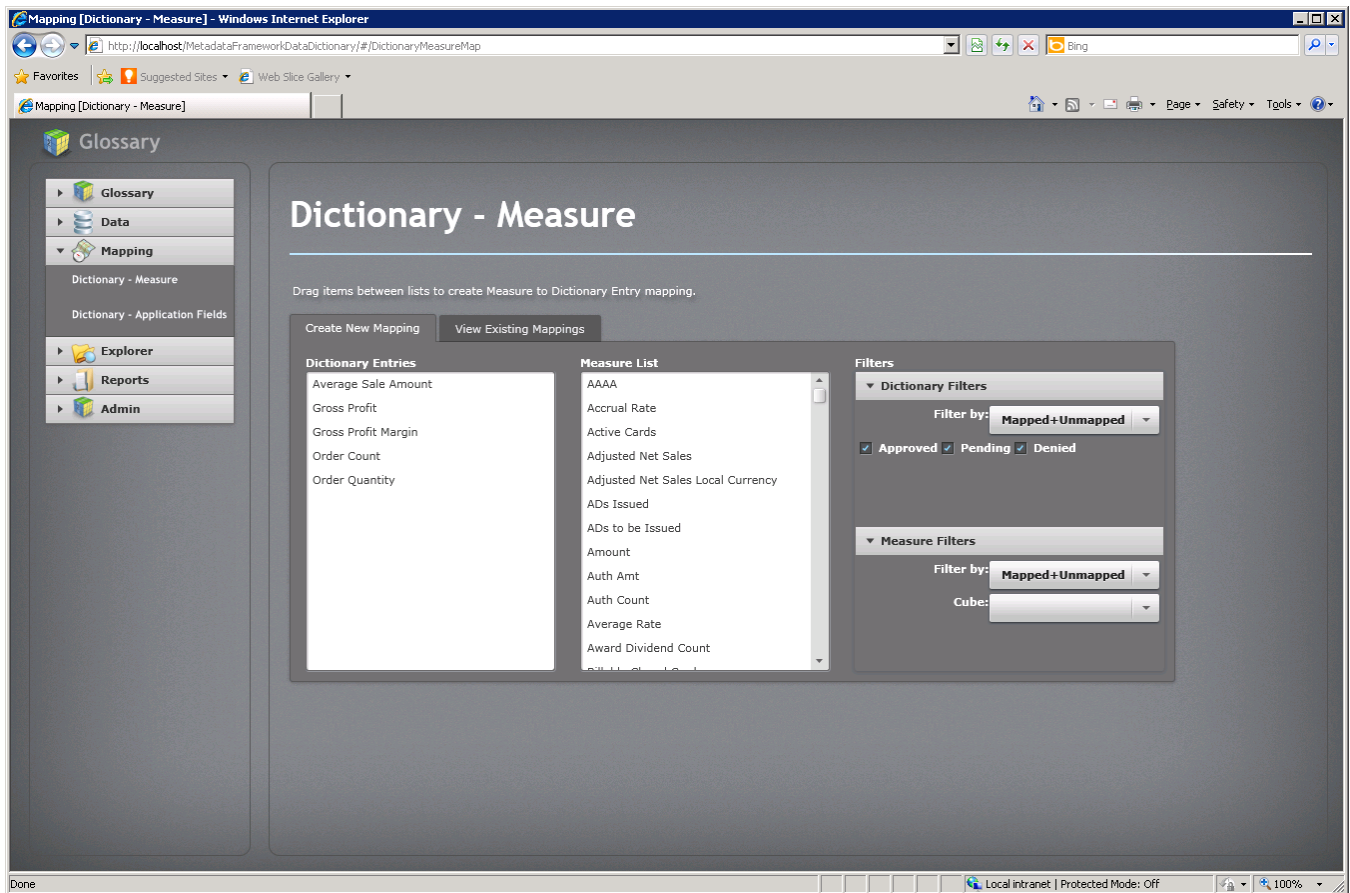 Mapping [Dictionary - Measure] - Windows Internet Explorer
http://localhost/MetadataFrameworkDataDictionary/#/DictionaryMeasureMap
Bing
Favorites
Suggested Sites
Web Slice Gallery
Mapping [Dictionary - Measure]
Page
Safety
Tools
Glossary
Glossary
Data
Mapping
Dictionary - Measure
Dictionary - Application Fields
Explorer
Reports
Admin
Dictionary - Measure
Drag items between lists to create Measure to Dictionary Entry mapping.
Create New Mapping
View Existing Mappings
Dictionary Entries
Average Sale Amount
Gross Profit
Gross Profit Margin
Order Count
Order Quantity
Measure List
AAAA
Accrual Rate
Active Cards
Adjusted Net Sales
Adjusted Net Sales Local Currency
ADs Issued
ADs to be Issued
Amount
Auth Amt
Auth Count
Average Rate
Award Dividend Count
Filters
Dictionary Filters
Filter by: Mapped+Unmapped
Approved Pending Denied
Measure Filters
Filter by: Mapped+Unmapped
Cube:
Done
Local intranet | Protected Mode: Off
100%